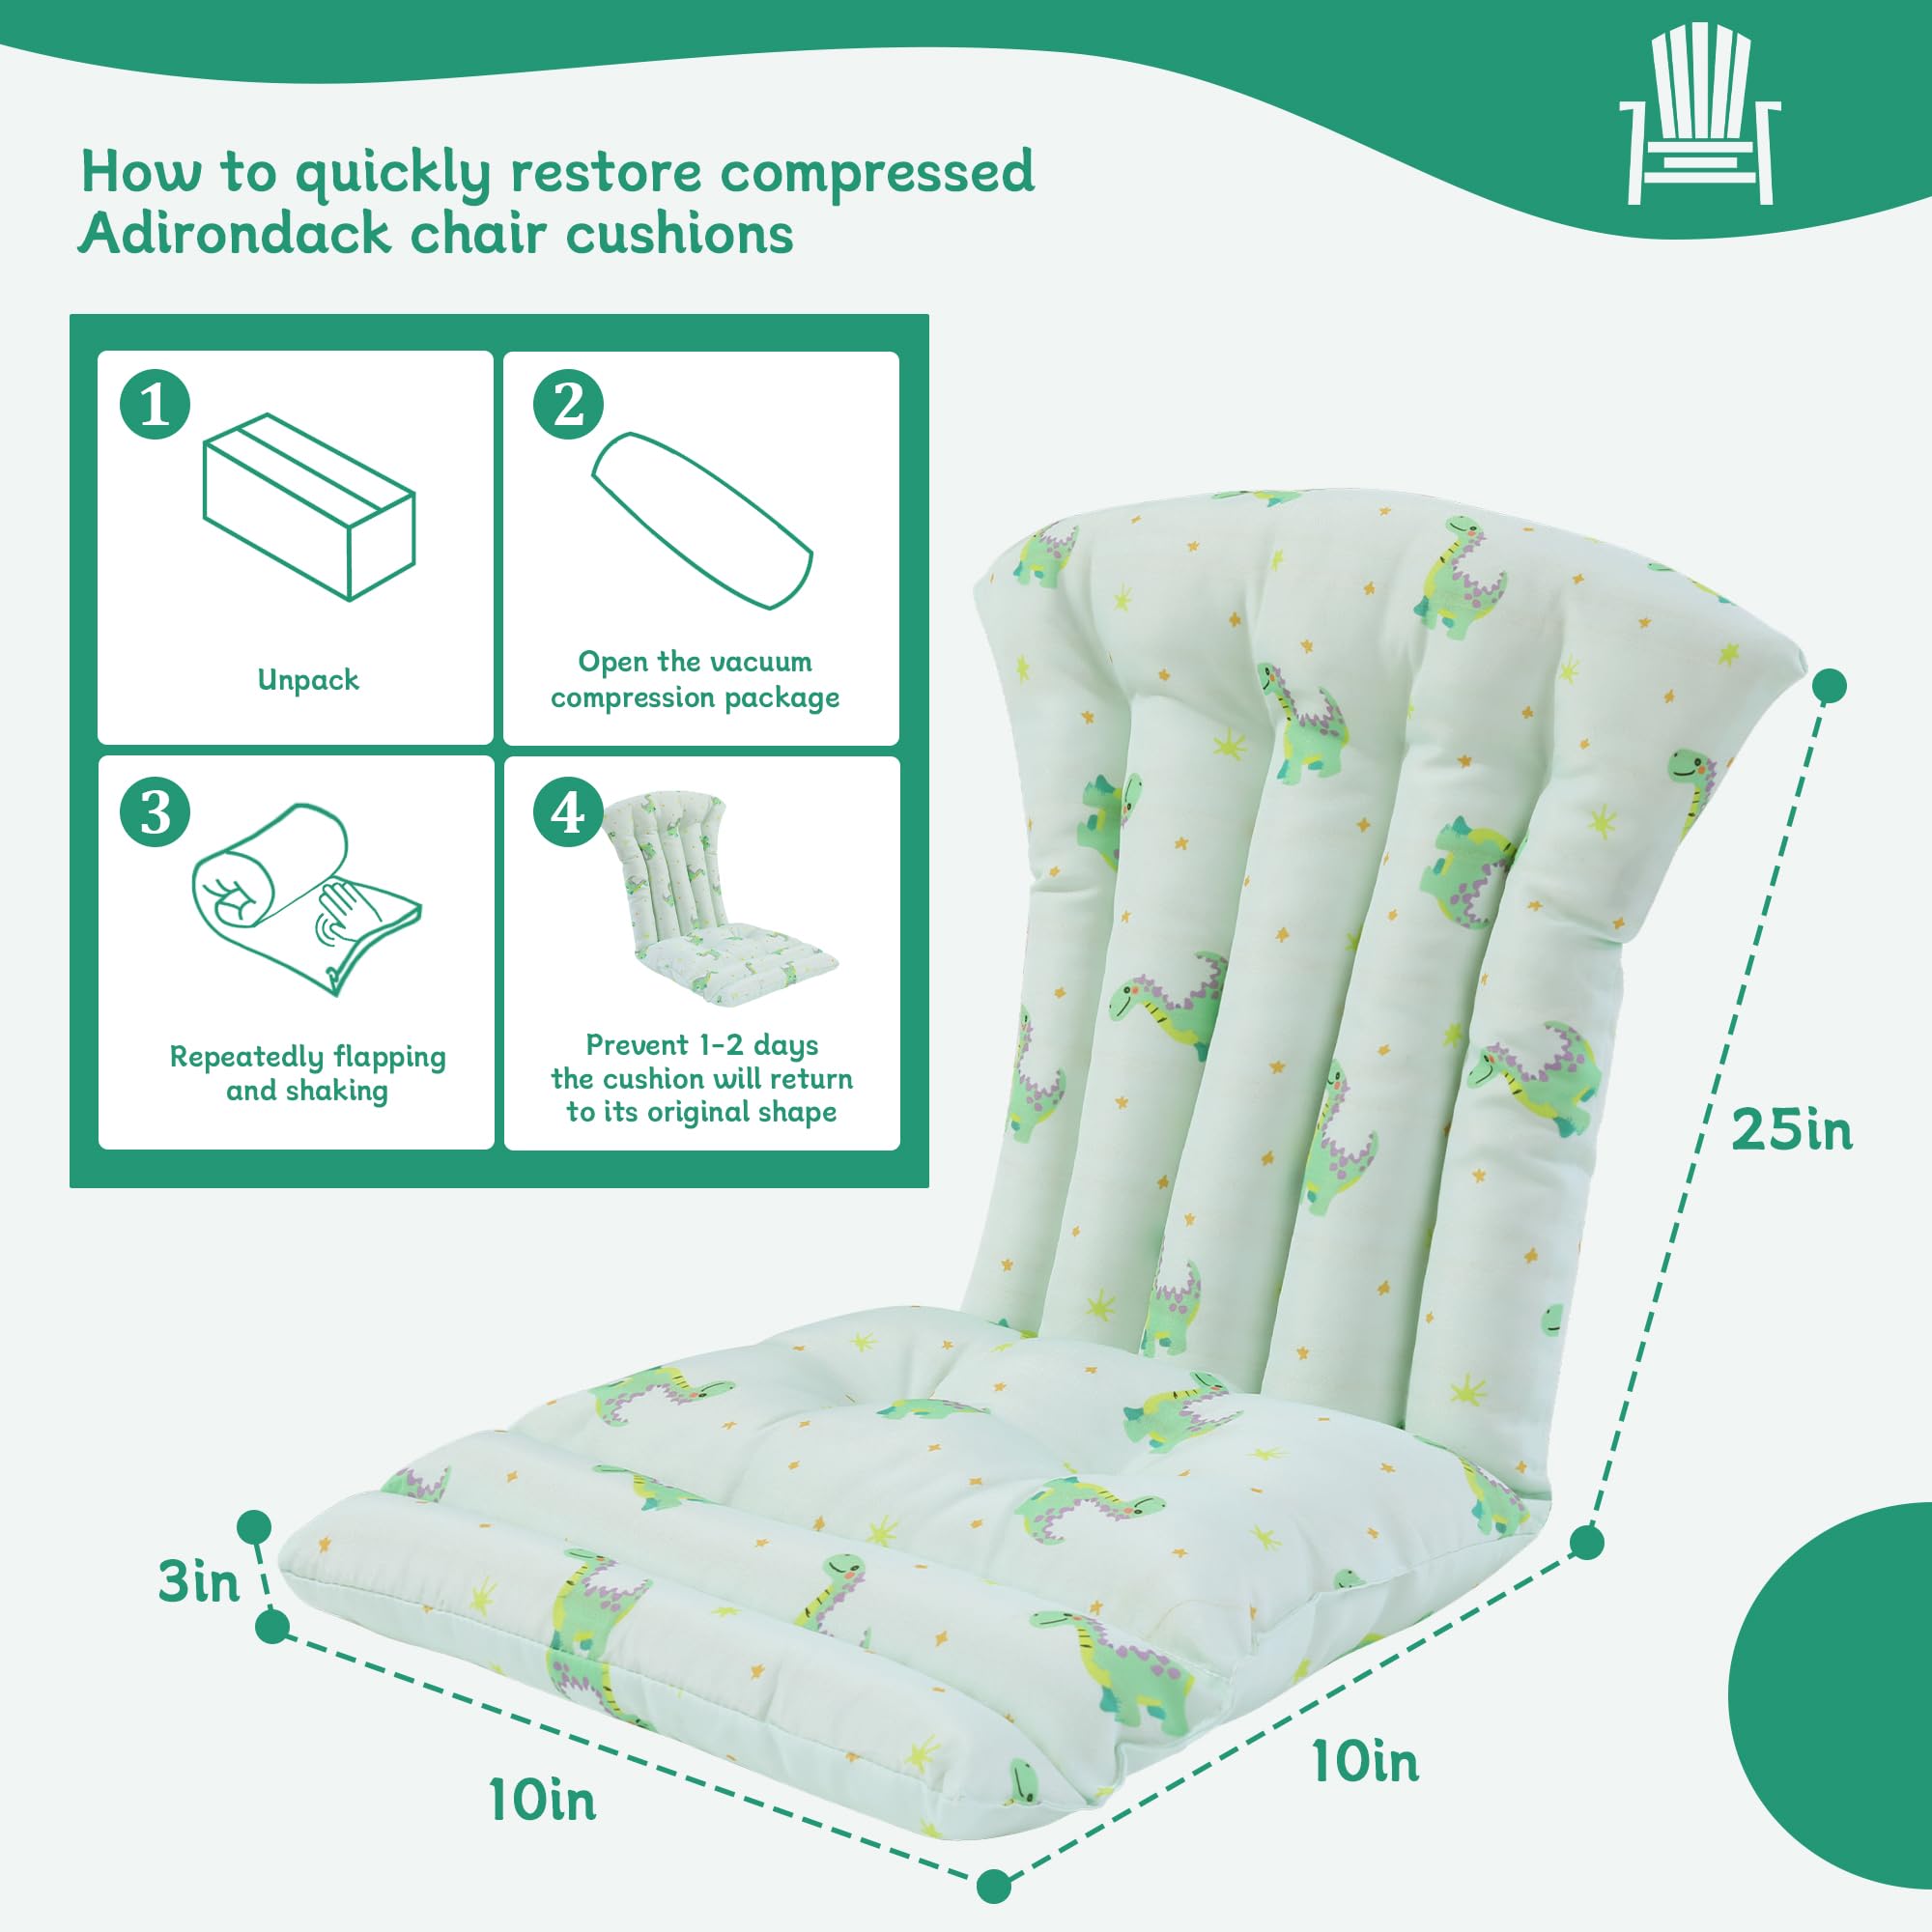 How to quickly restore compressed
Adirondack chair cushions
1
Unpack
2
Open the vacuum
compression package
3
Repeatedly flapping
and shaking
4
Prevent 1-2 days
the cushion will return
to its original shape
25in
3in
10in
10in